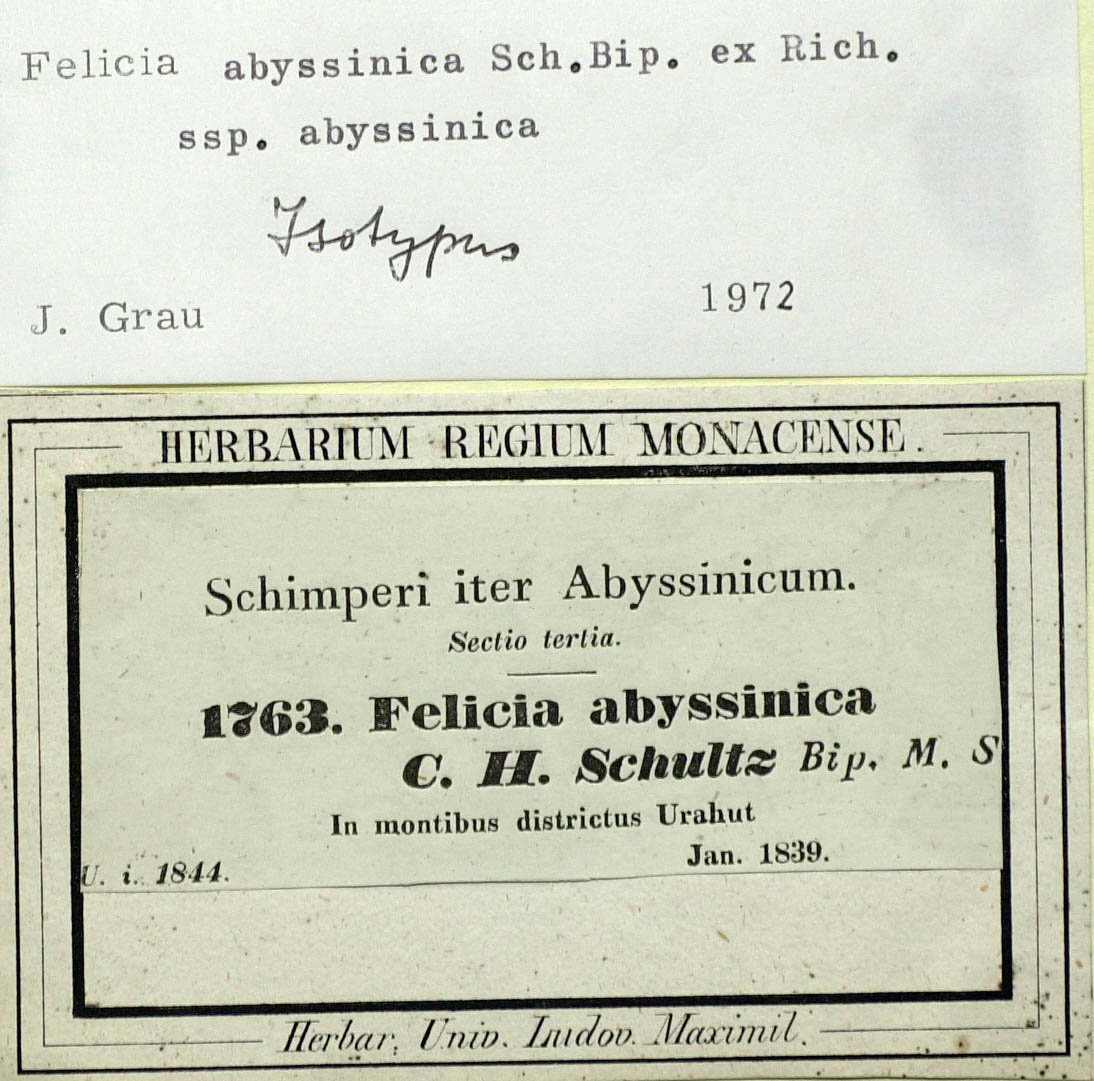 Felicia abyssinica Sch.Bip. ex Rich.
ssp. abyssinica
Isotypus
J. Grau 1972
HERBARIUM REGIUM MONACENSE.
Schimperi iter Abyssinicum.
Sectio tertia.
1763. Felicia abyssinica
C. H. Schultz Bip. M. S
In montibus districtus Urahut
Jan. 1839.
U. i. 1844.
Herbar. Univ. Ludov. Maximil.